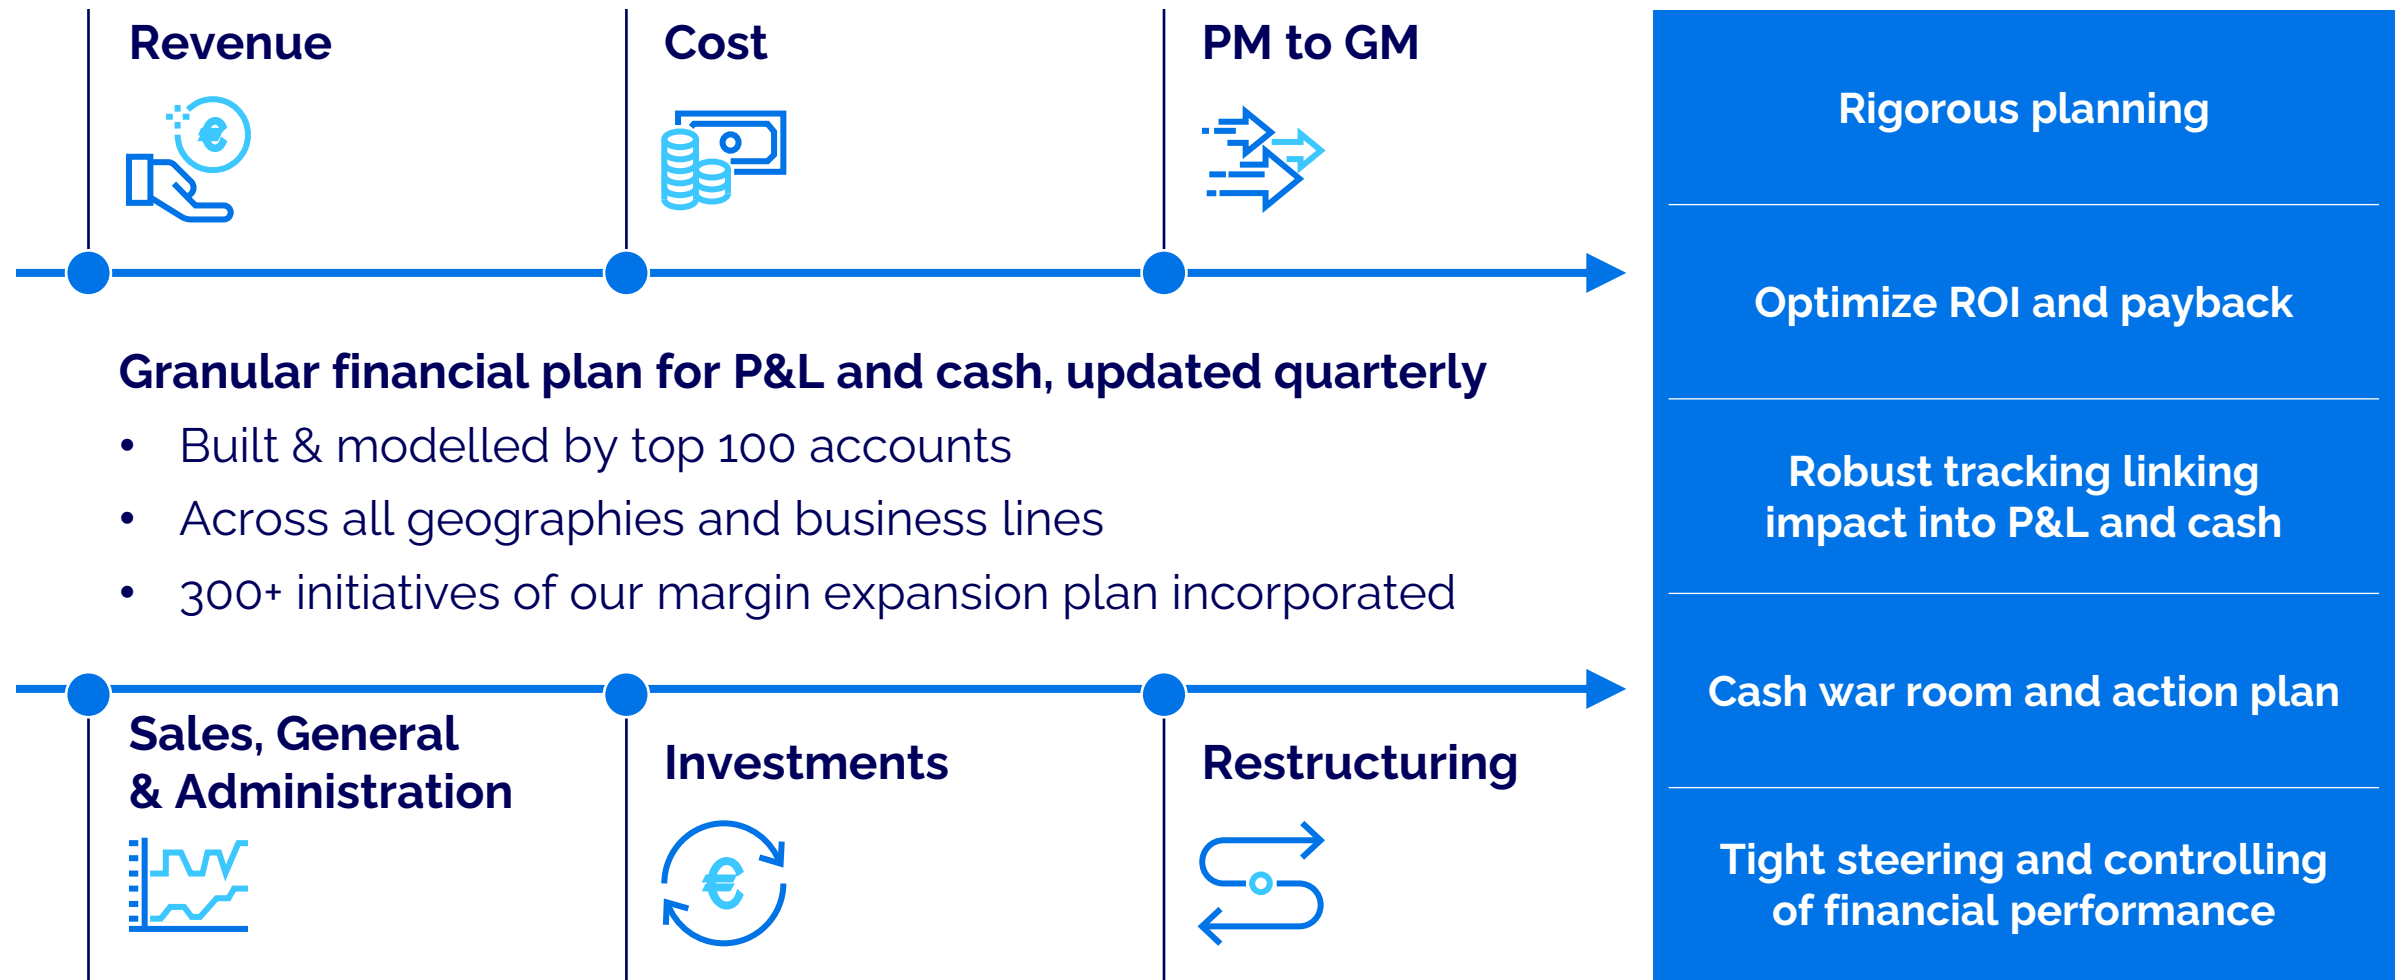 Revenue
Cost
PM to GM
Granular financial plan for P&L and cash, updated quarterly
• Built & modelled by top 100 accounts
• Across all geographies and business lines
• 300+ initiatives of our margin expansion plan incorporated
Sales, General
& Administration
Investments
Restructuring
Rigorous planning
Optimize ROI and payback
Robust tracking linking
impact into P&L and cash
Cash war room and action plan
Tight steering and controlling
of financial performance